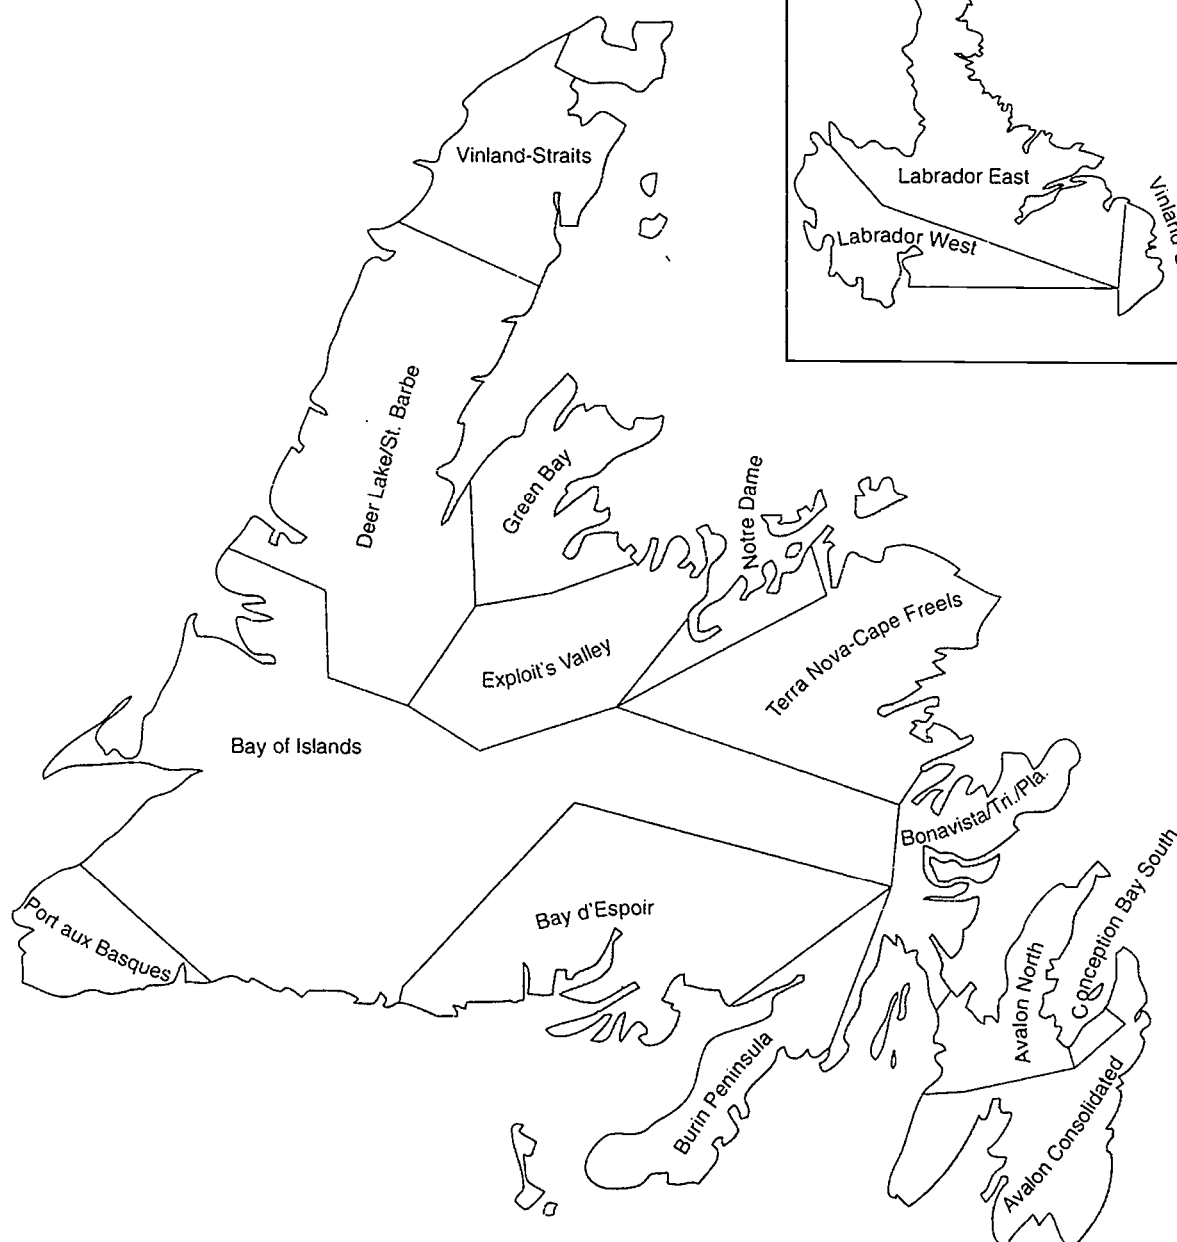 Vinland-Straits
Labrador East
Vinland
Labrador West
Deer Lake/St. Barbe
Green Bay
Notre Dame
Terra Nova-Cape Freels
Exploit's Valley
Bay of Islands
Bonavista/Tri./Pla.
Bay d'Espoir
Port aux Basques
Conception Bay South
Avalon North
Burin Peninsula
Avalon Consolidated